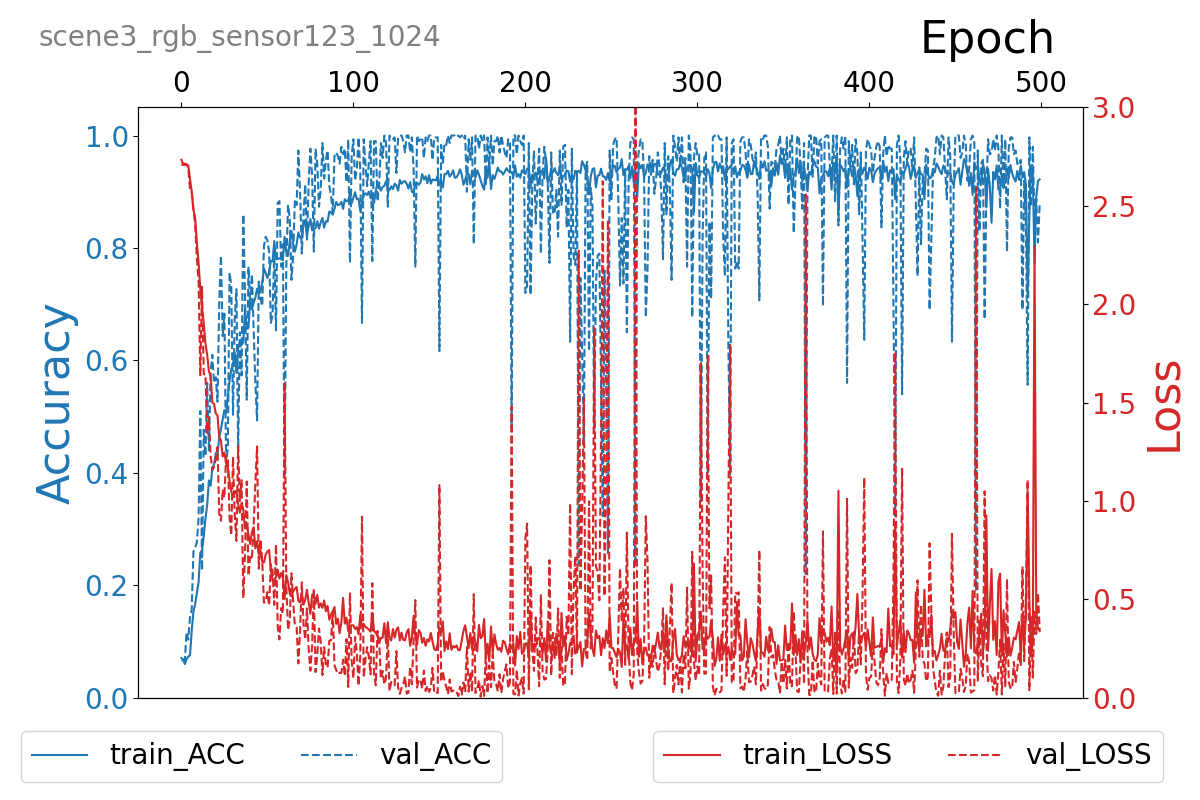 scene3_rgb_sensor123_1024
Epoch
0 100 200 300 400 500
1.0
0.8
0.6
0.4
0.2
0.0
Accuracy
3.0
2.5
2.0
1.5
1.0
0.5
0.0
Loss
train_ACC val_ACC
train_LOSS val_LOSS